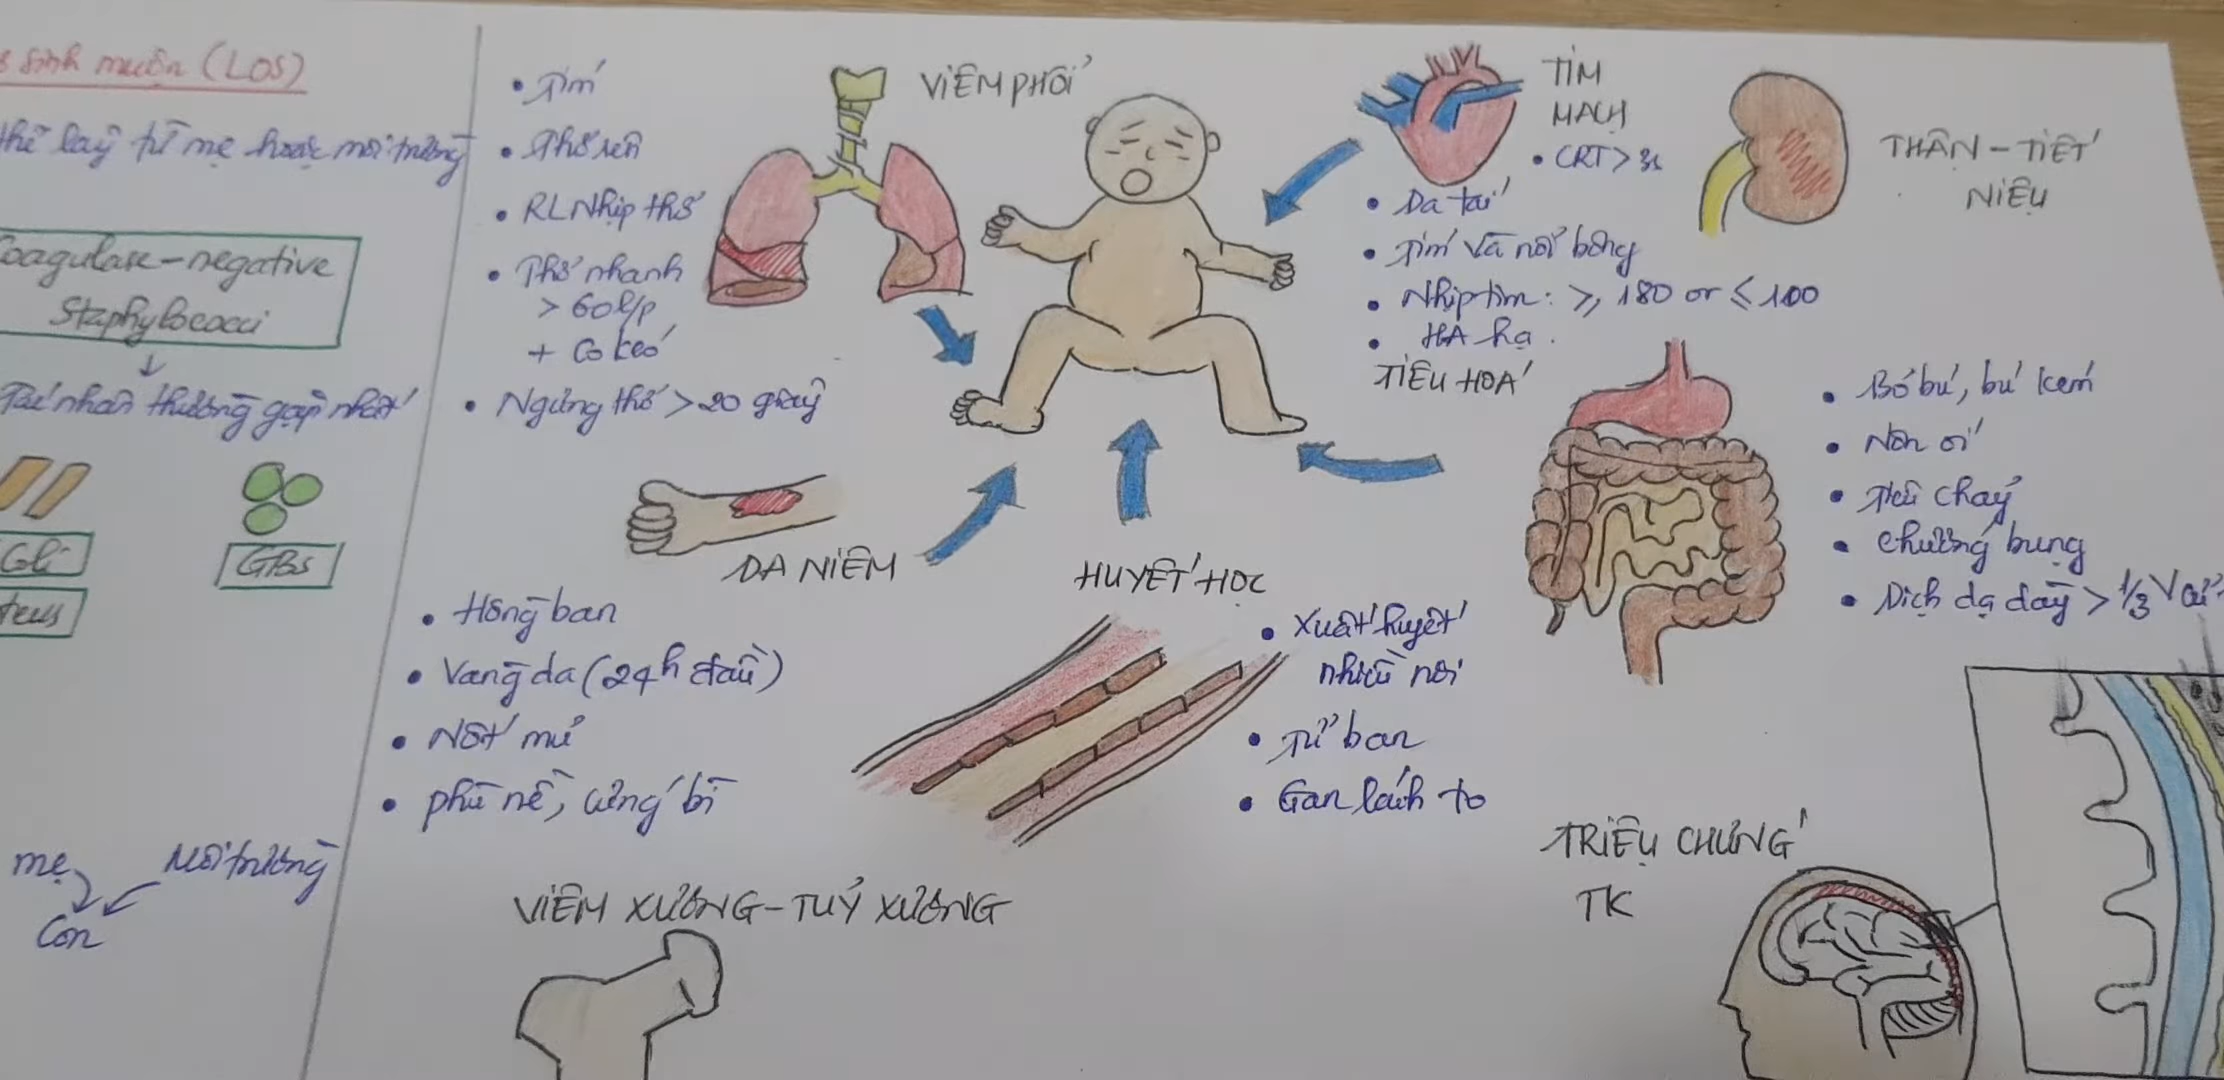 sinh muộn (LOS)
lây từ mẹ hoặc môi trường
Coagulase-negative
Staphylococci
Tác nhân thường gặp nhất
GBS
mẹ
Môi trường
Con
VIÊM PHỔI
• Tím
• Thở rên
• RL Nhịp thở
• Thở nhanh
> 60l/p
+ Co kéo
• Ngưng thở > 20 giây
TIM
MẠCH
• CRT > 3s
• Da tái
• Tím và nổi bông
• Nhịp tim: ≥ 180 or ≤ 100
• HA hạ.
THẬN - TIẾT
NIỆU
TIÊU HOÁ
• Bỏ bú, bú kém
• Nôn ói
• Tiêu chảy
• Chướng bụng
• Dịch dạ dày > 1/3 V
DA NIÊM
• Hồng ban
• Vàng da (24h đầu)
• Nốt mủ
• phù nề, cứng bì
HUYẾT HỌC
• Xuất huyết
nhiều nơi
• Tử ban
• Gan lách to
VIÊM XƯƠNG - TUỶ XƯƠNG
TRIỆU CHỨNG
TK